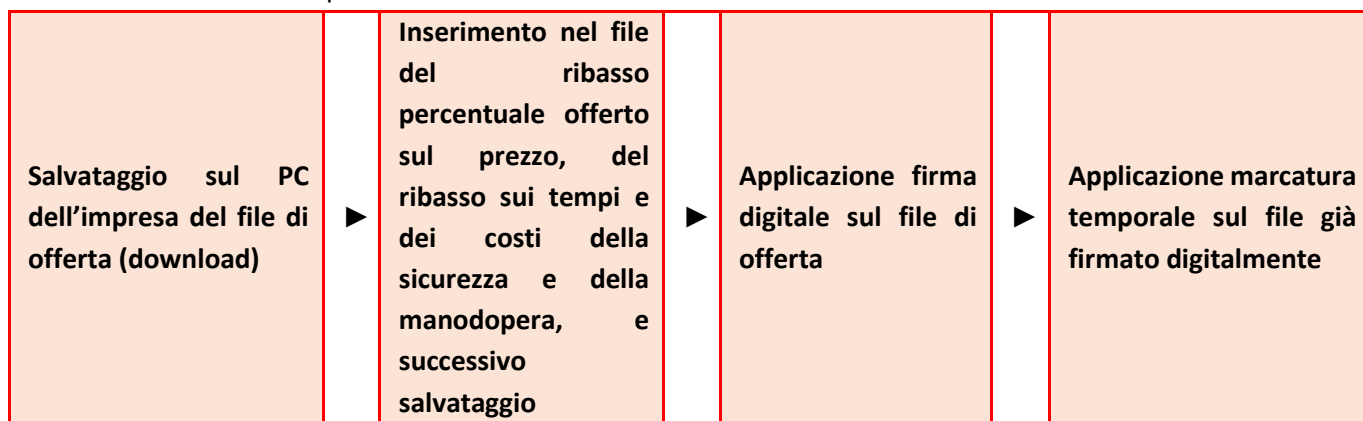 Salvataggio sul PC
dell'impresa del file di
offerta (download)
►
Inserimento nel file
del ribasso
percentuale offerto
sul prezzo, del
ribasso sui tempi e
dei costi della
sicurezza e della
manodopera, e
successivo
salvataggio
►
Applicazione firma
digitale sul file di
offerta
►
Applicazione marcatura
temporale sul file già
firmato digitalmente